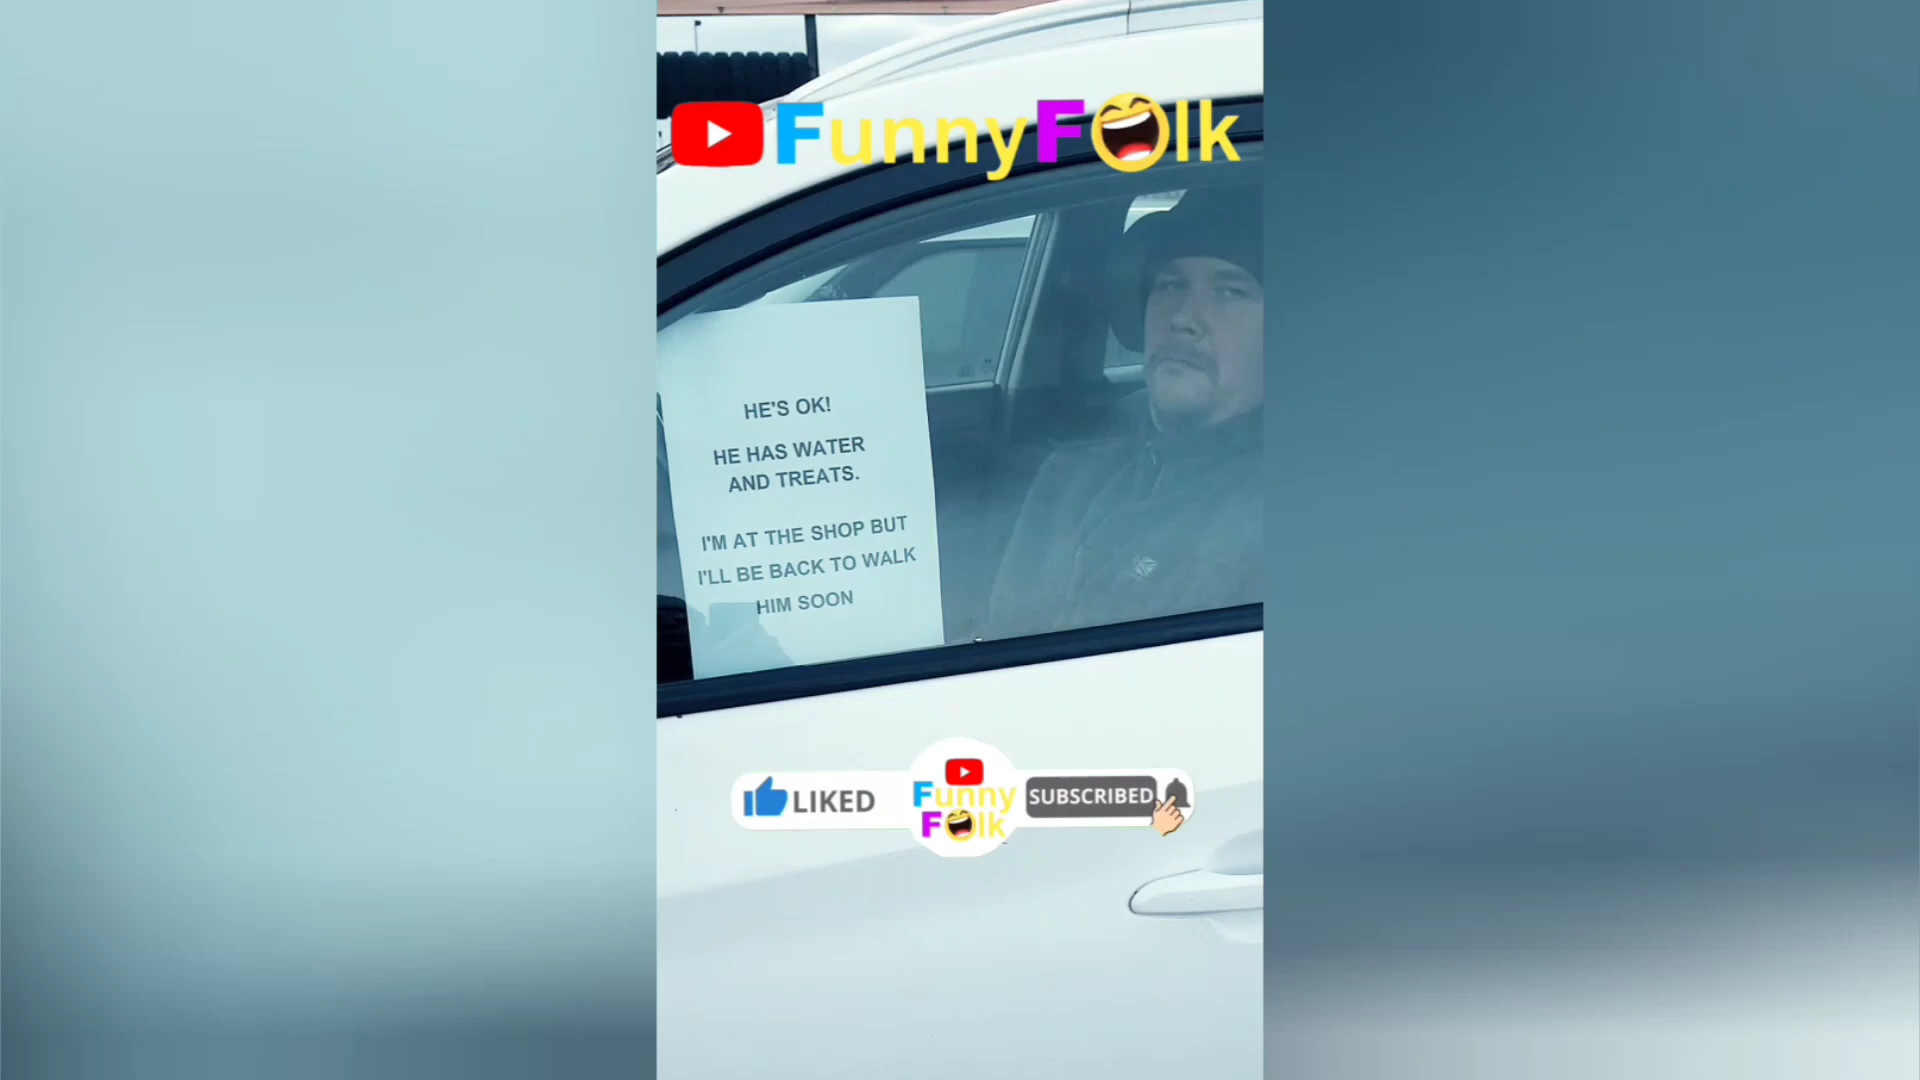 FunnyFolk
HE'S OK!
HE HAS WATER
AND TREATS.
I'M AT THE SHOP BUT
I'LL BE BACK TO WALK
HIM SOON
LIKED
Funny
Folk
SUBSCRIBED